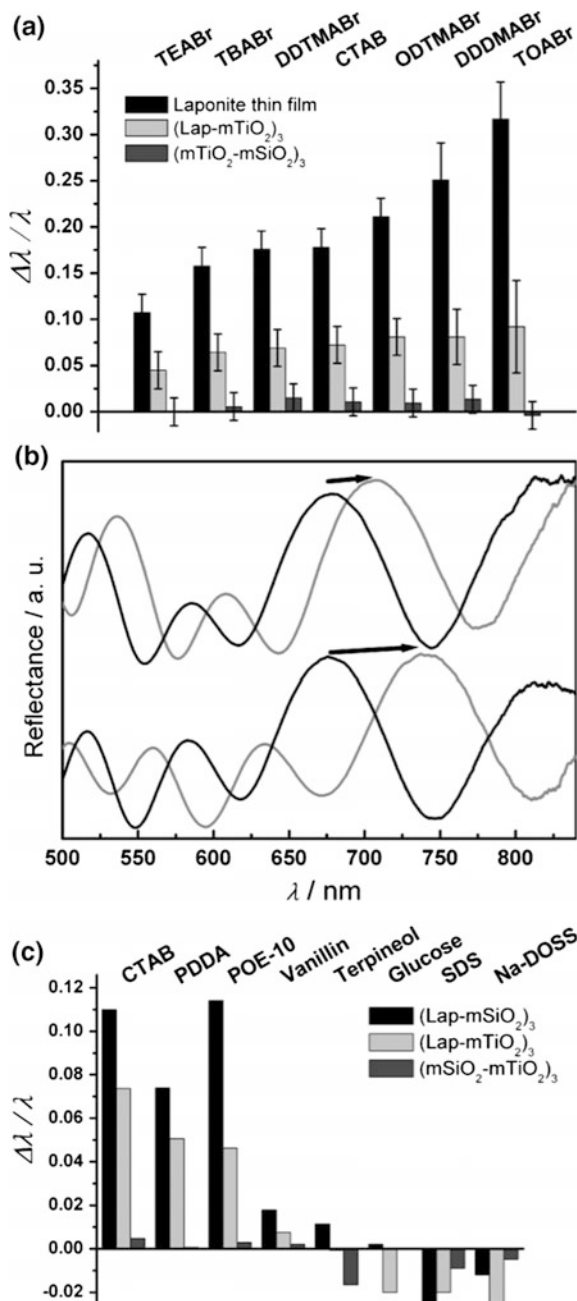 (a)
TEABr
TBABr
DDTMABr
CTAB
ODTMABr
DDDMABr
TOABr
0.35
0.30
0.25
0.20
0.15
0.10
0.05
0.00
Δλ / λ
Laponite thin film
(Lap-mTiO₂)₃
(mTiO₂-mSiO₂)₃
(b)
Reflectance / a. u.
500 550 600 650 700 750 800
λ / nm
(c)
CTAB
PDDA
POE-10
Vanillin
Terpineol
Glucose
SDS
Na-DOSS
0.12
0.10
0.08
0.06
0.04
0.02
0.00
-0.02
Δλ / λ
(Lap-mSiO₂)₃
(Lap-mTiO₂)₃
(mSiO₂-mTiO₂)₃